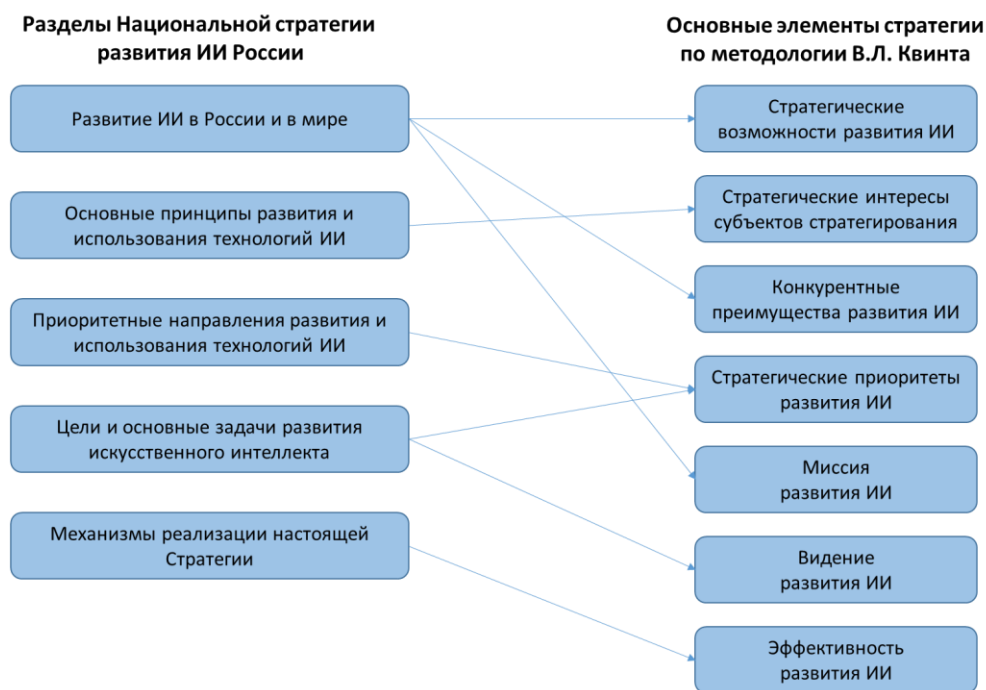 Разделы Национальной стратегии
развития ИИ России
Развитие ИИ в России и в мире
Основные принципы развития и
использования технологий ИИ
Приоритетные направления развития и
использования технологий ИИ
Цели и основные задачи развития
искусственного интеллекта
Механизмы реализации настоящей
Стратегии
Основные элементы стратегии
по методологии В.Л. Квинта
Стратегические
возможности развития ИИ
Стратегические интересы
субъектов стратегирования
Конкурентные
преимущества развития ИИ
Стратегические приоритеты
развития ИИ
Миссия
развития ИИ
Видение
развития ИИ
Эффективность
развития ИИ